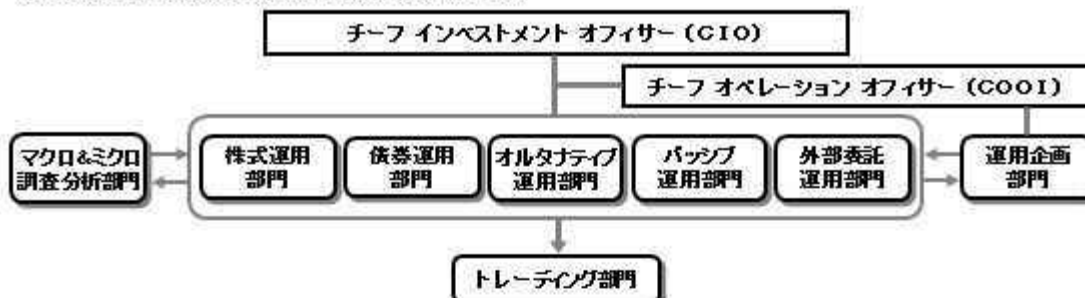 チーフ インベストメント オフィサー (CIO)
チーフ オペレーション オフィサー (COOI)
マクロ&ミクロ
調査分析部門
株式運用
部門
債券運用
部門
オルタナティブ
運用部門
パッシブ
運用部門
外部委託
運用部門
運用企画
部門
トレーディング部門